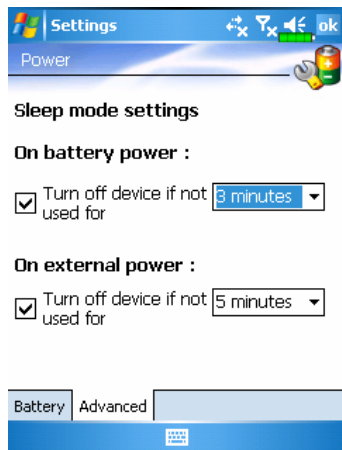 Settings
ok
Power
Sleep mode settings
On battery power :
Turn off device if not 3 minutes
used for
On external power :
Turn off device if not 5 minutes
used for
Battery Advanced